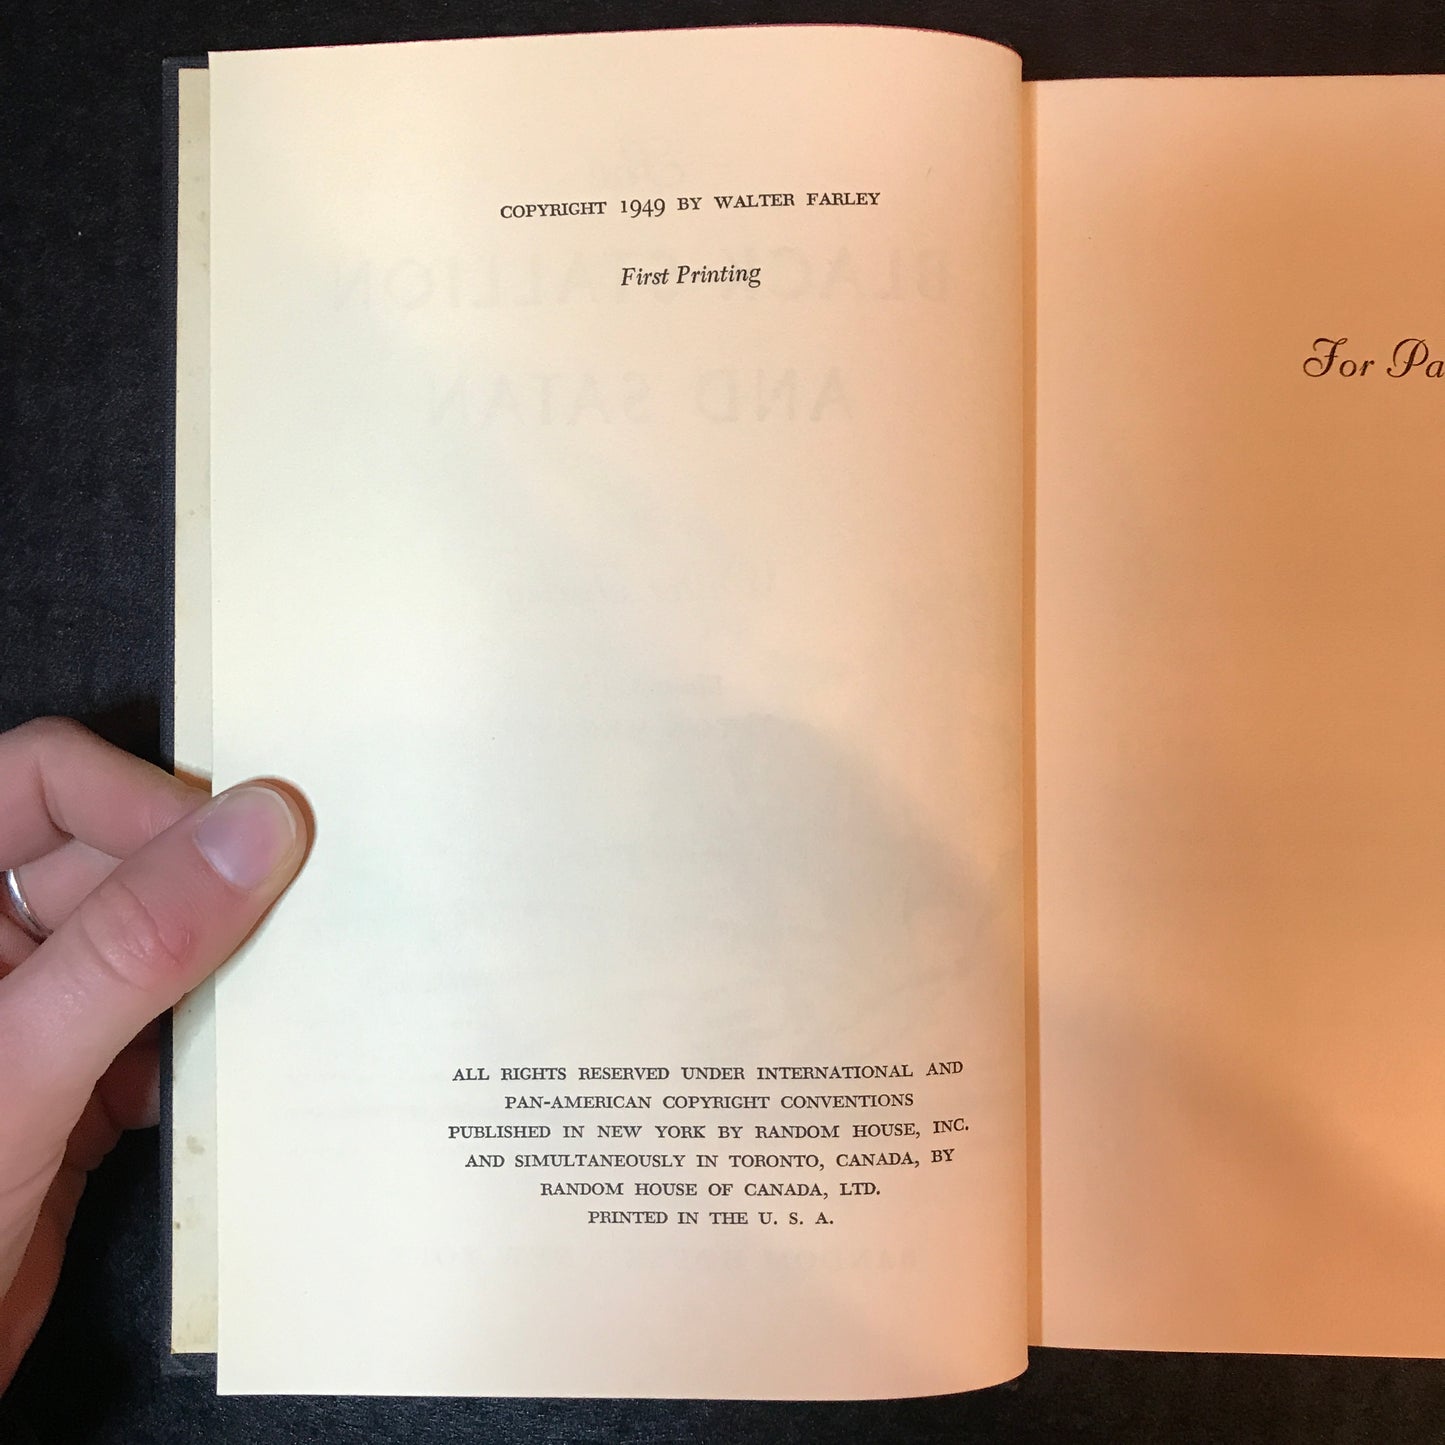 COPYRIGHT 1949 BY WALTER FARLEY
First Printing
ALL RIGHTS RESERVED UNDER INTERNATIONAL AND
PAN-AMERICAN COPYRIGHT CONVENTIONS
PUBLISHED IN NEW YORK BY RANDOM HOUSE, INC.
AND SIMULTANEOUSLY IN TORONTO, CANADA, BY
RANDOM HOUSE OF CANADA, LTD.
PRINTED IN THE U. S. A.
For Pa